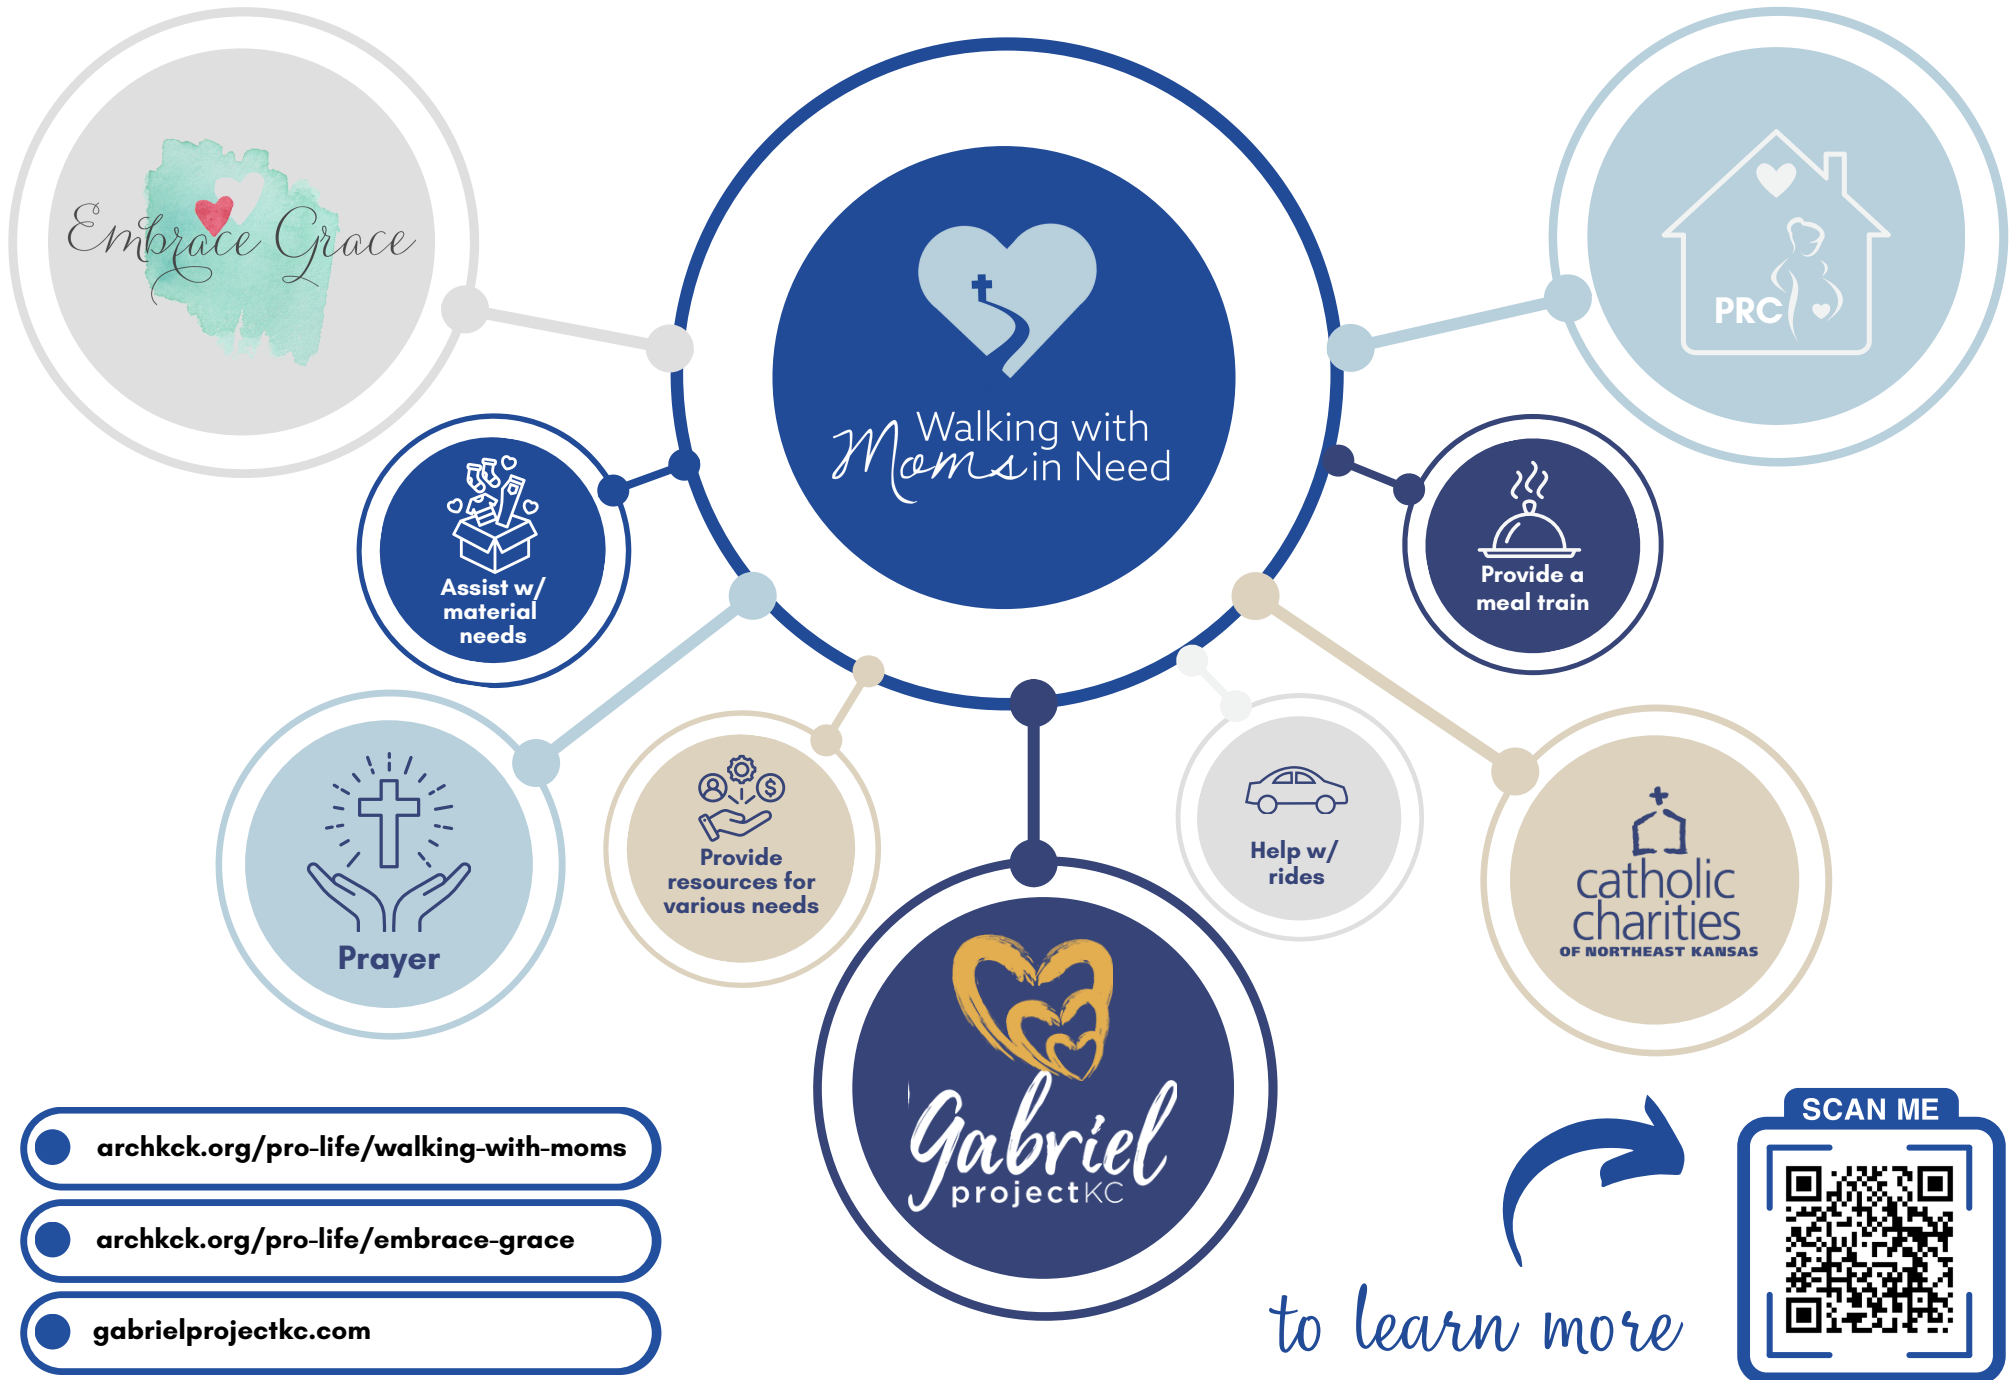 Embrace Grace
Walking with
Moms in Need
PRC
Assist w/
material
needs
Provide a
meal train
Prayer
Provide
resources for
various needs
$
Help w/
rides
catholic
charities
OF NORTHEAST KANSAS
Gabriel
projectKC
archkck.org/pro-life/walking-with-moms
archkck.org/pro-life/embrace-grace
gabrielprojectkc.com
to learn more
SCAN ME